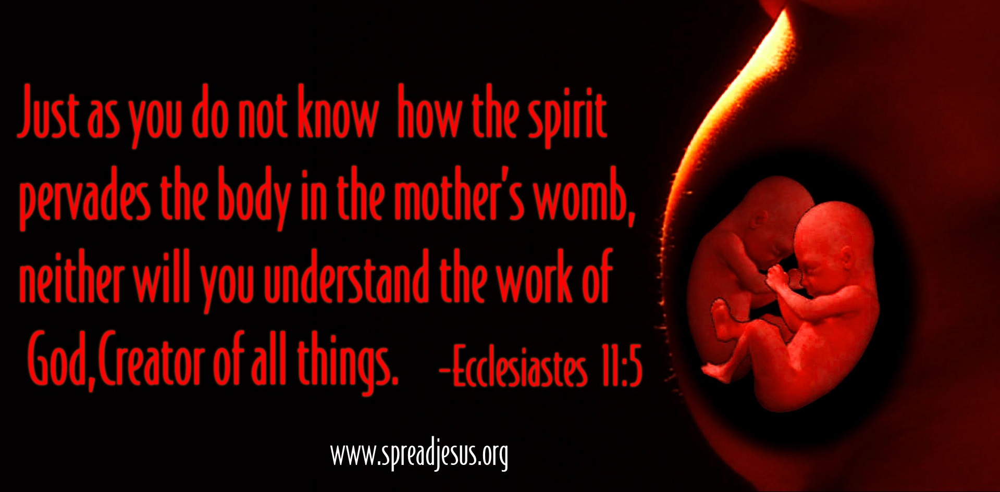 Just as you do not know how the spirit
pervades the body in the mother's womb,
neither will you understand the work of
God,Creator of all things. -Ecclesiastes 11:5
www.spreadjesus.org